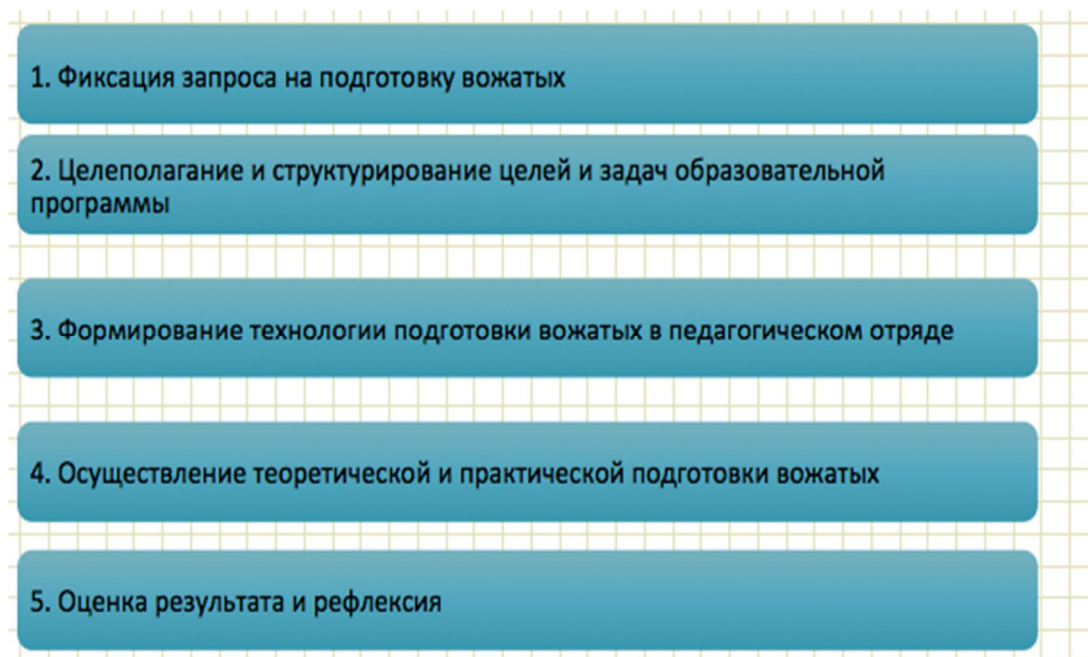 1. Фиксация запроса на подготовку вожатых
2. Целеполагание и структурирование целей и задач образовательной
программы
3. Формирование технологии подготовки вожатых в педагогическом отряде
4. Осуществление теоретической и практической подготовки вожатых
5. Оценка результата и рефлексия